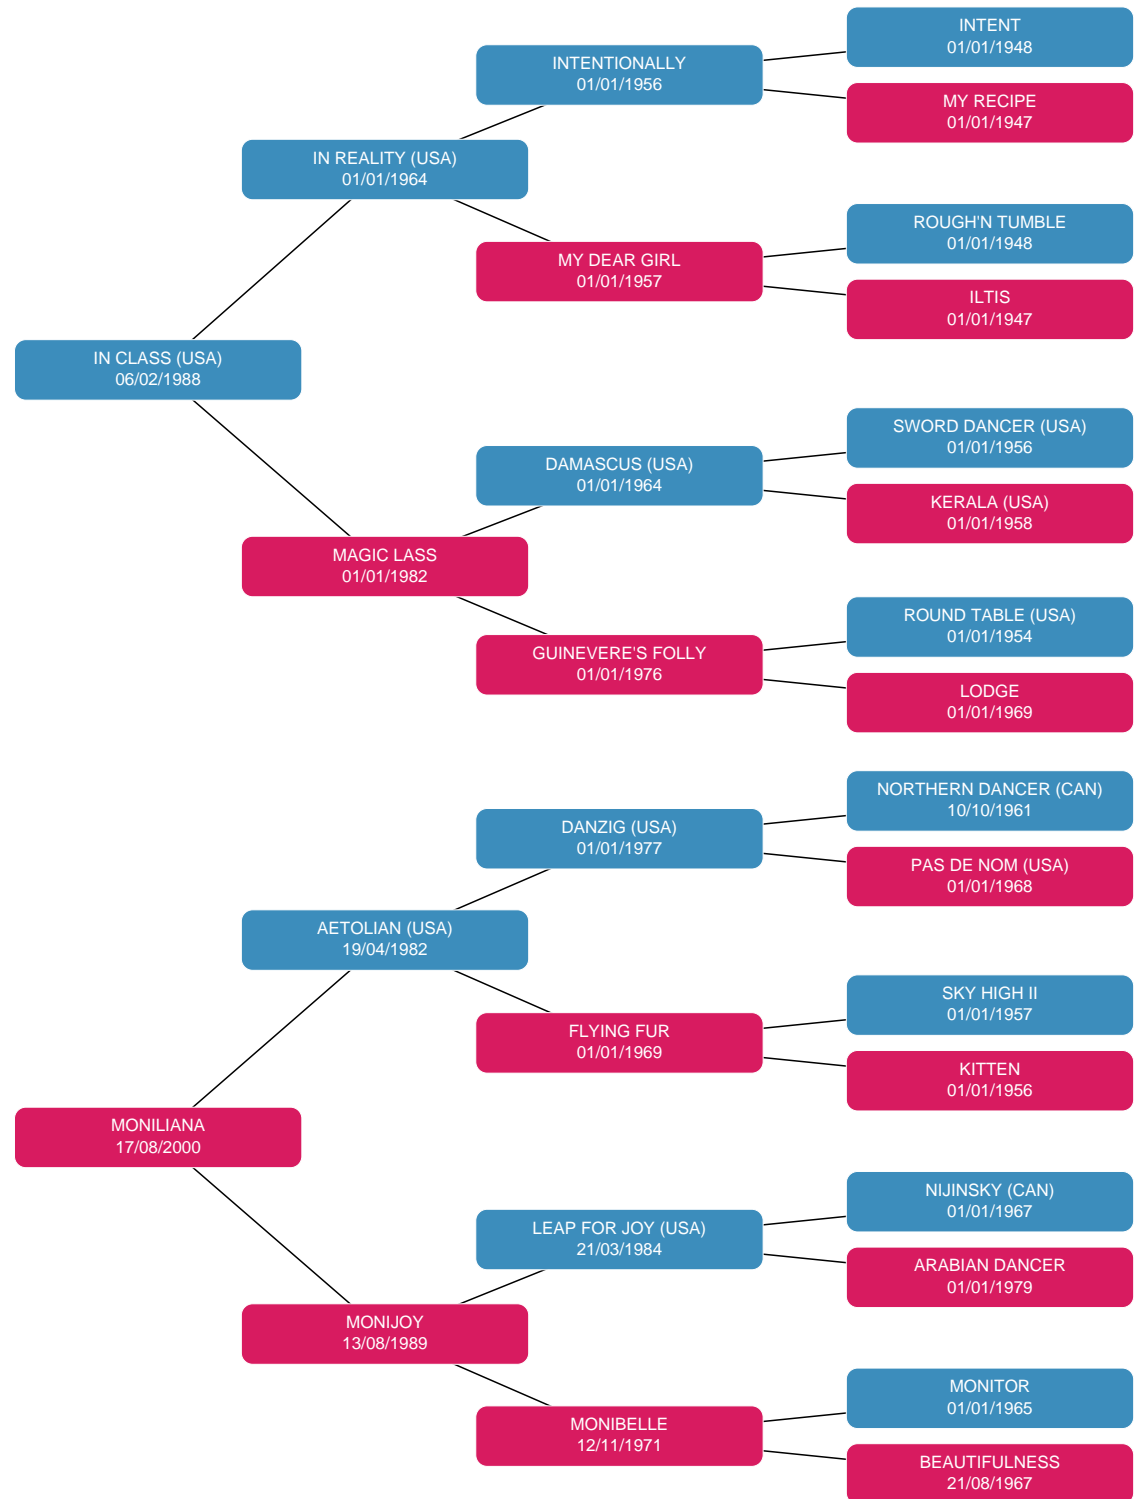 INTENT
01/01/1948
INTENTIONALLY
01/01/1956
MY RECIPE
01/01/1947
IN REALITY (USA)
01/01/1964
ROUGH'N TUMBLE
01/01/1948
MY DEAR GIRL
01/01/1957
ILTIS
01/01/1947
IN CLASS (USA)
06/02/1988
SWORD DANCER (USA)
01/01/1956
DAMASCUS (USA)
01/01/1964
KERALA (USA)
01/01/1958
MAGIC LASS
01/01/1982
ROUND TABLE (USA)
01/01/1954
GUINEVERE'S FOLLY
01/01/1976
LODGE
01/01/1969
NORTHERN DANCER (CAN)
10/10/1961
DANZIG (USA)
01/01/1977
PAS DE NOM (USA)
01/01/1968
AETOLIAN (USA)
19/04/1982
SKY HIGH II
01/01/1957
FLYING FUR
01/01/1969
KITTEN
01/01/1956
MONILIANA
17/08/2000
NIJINSKY (CAN)
01/01/1967
LEAP FOR JOY (USA)
21/03/1984
ARABIAN DANCER
01/01/1979
MONIJOY
13/08/1989
MONITOR
01/01/1965
MONIBELLE
12/11/1971
BEAUTIFULNESS
21/08/1967